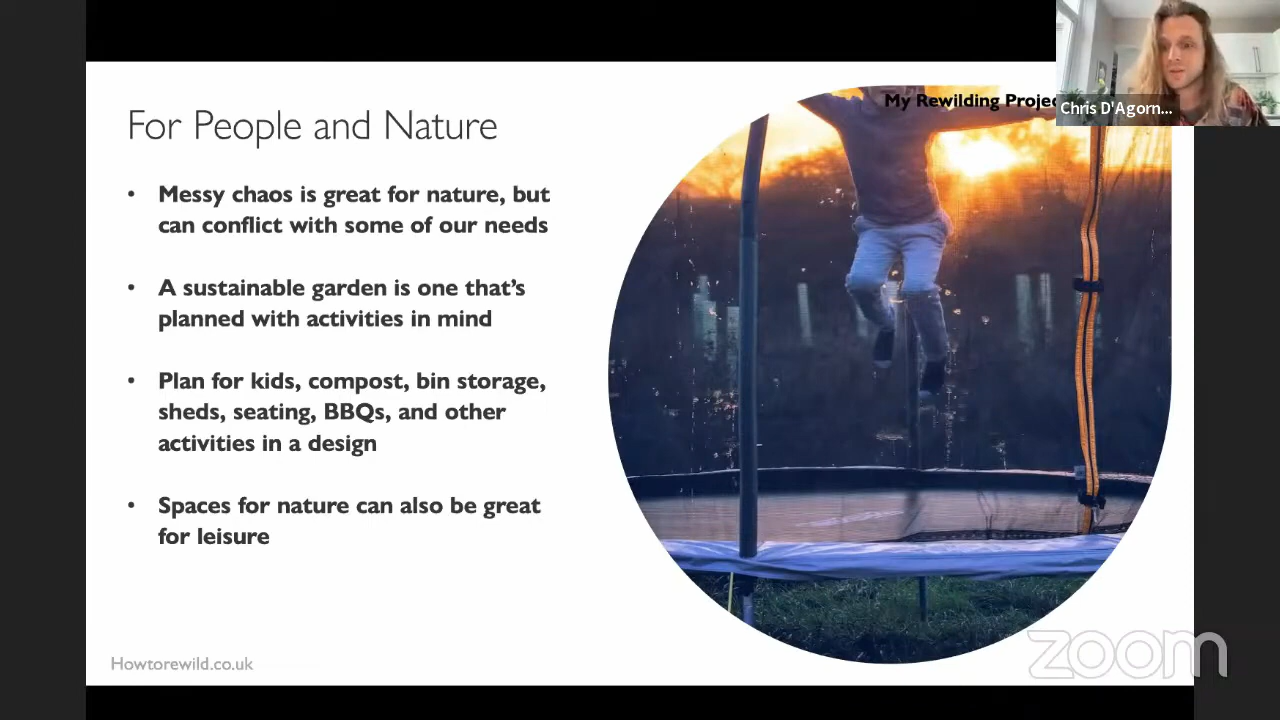 My Rewilding Projec
Chris D'Agorn...
For People and Nature
• Messy chaos is great for nature, but
can conflict with some of our needs
• A sustainable garden is one that's
planned with activities in mind
• Plan for kids, compost, bin storage,
sheds, seating, BBQs, and other
activities in a design
• Spaces for nature can also be great
for leisure
Howtorewild.co.uk
zoom